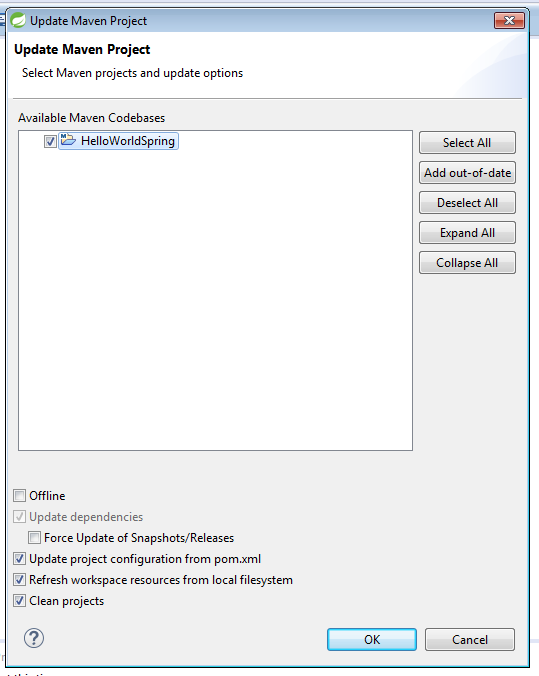 Update Maven Project
Update Maven Project
Select Maven projects and update options
Available Maven Codebases
HelloWorldSpring
Select All
Add out-of-date
Deselect All
Expand All
Collapse All
Offline
Update dependencies
Force Update of Snapshots/Releases
Update project configuration from pom.xml
Refresh workspace resources from local filesystem
Clean projects
OK
Cancel